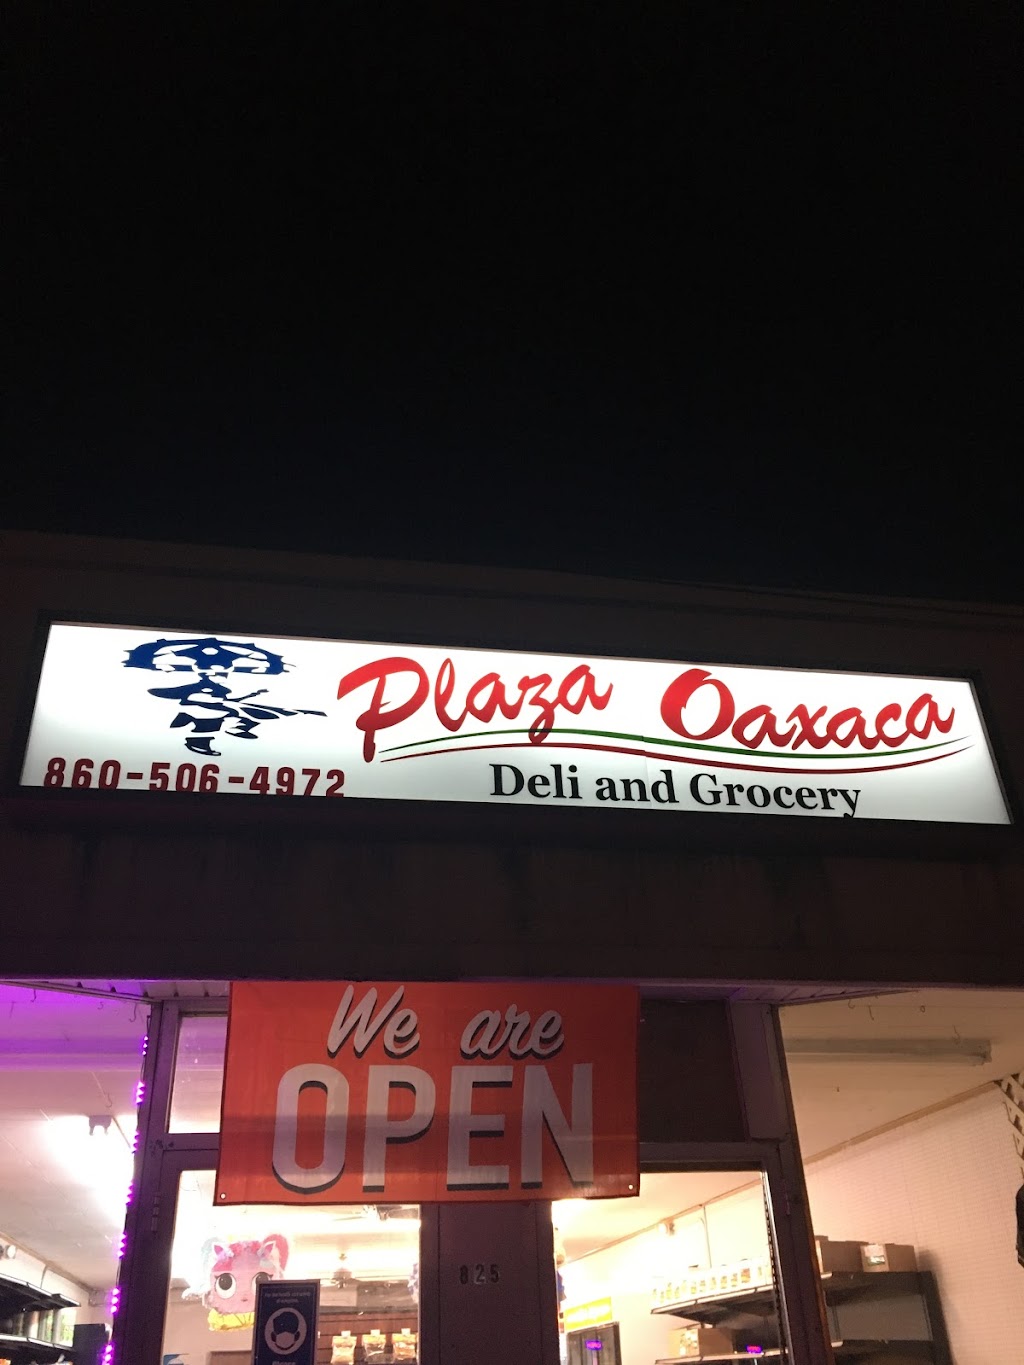 Plaza Oaxaca
860-506-4972
Deli and Grocery
We are
OPEN
825